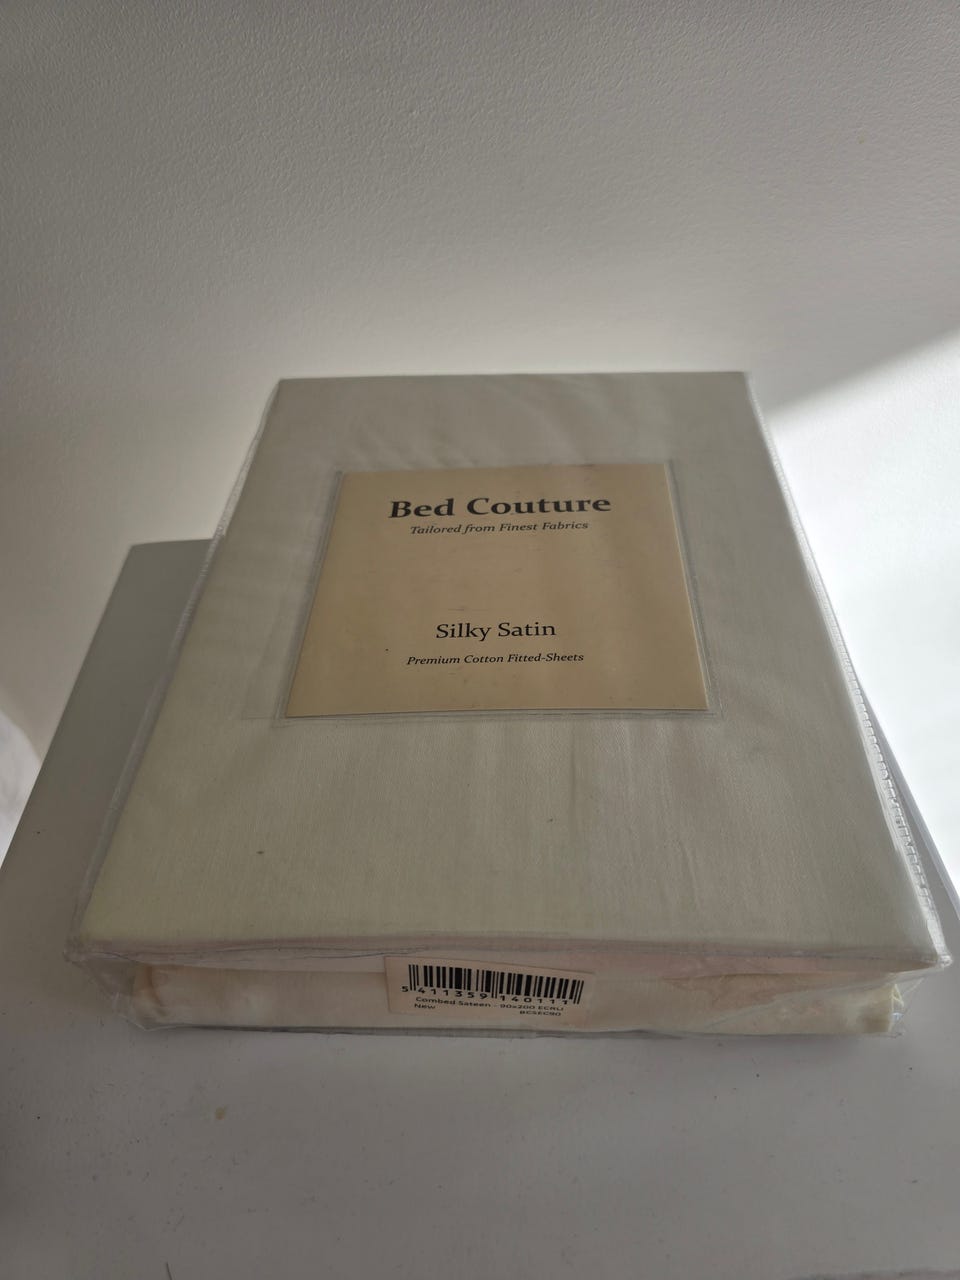 Bed Couture
Tailored from Finest Fabrics
Silky Satin
Premium Cotton Fitted-Sheets
5 411359 140111
Combed Sateen - 90x200 ECRU
New
BCSEC90